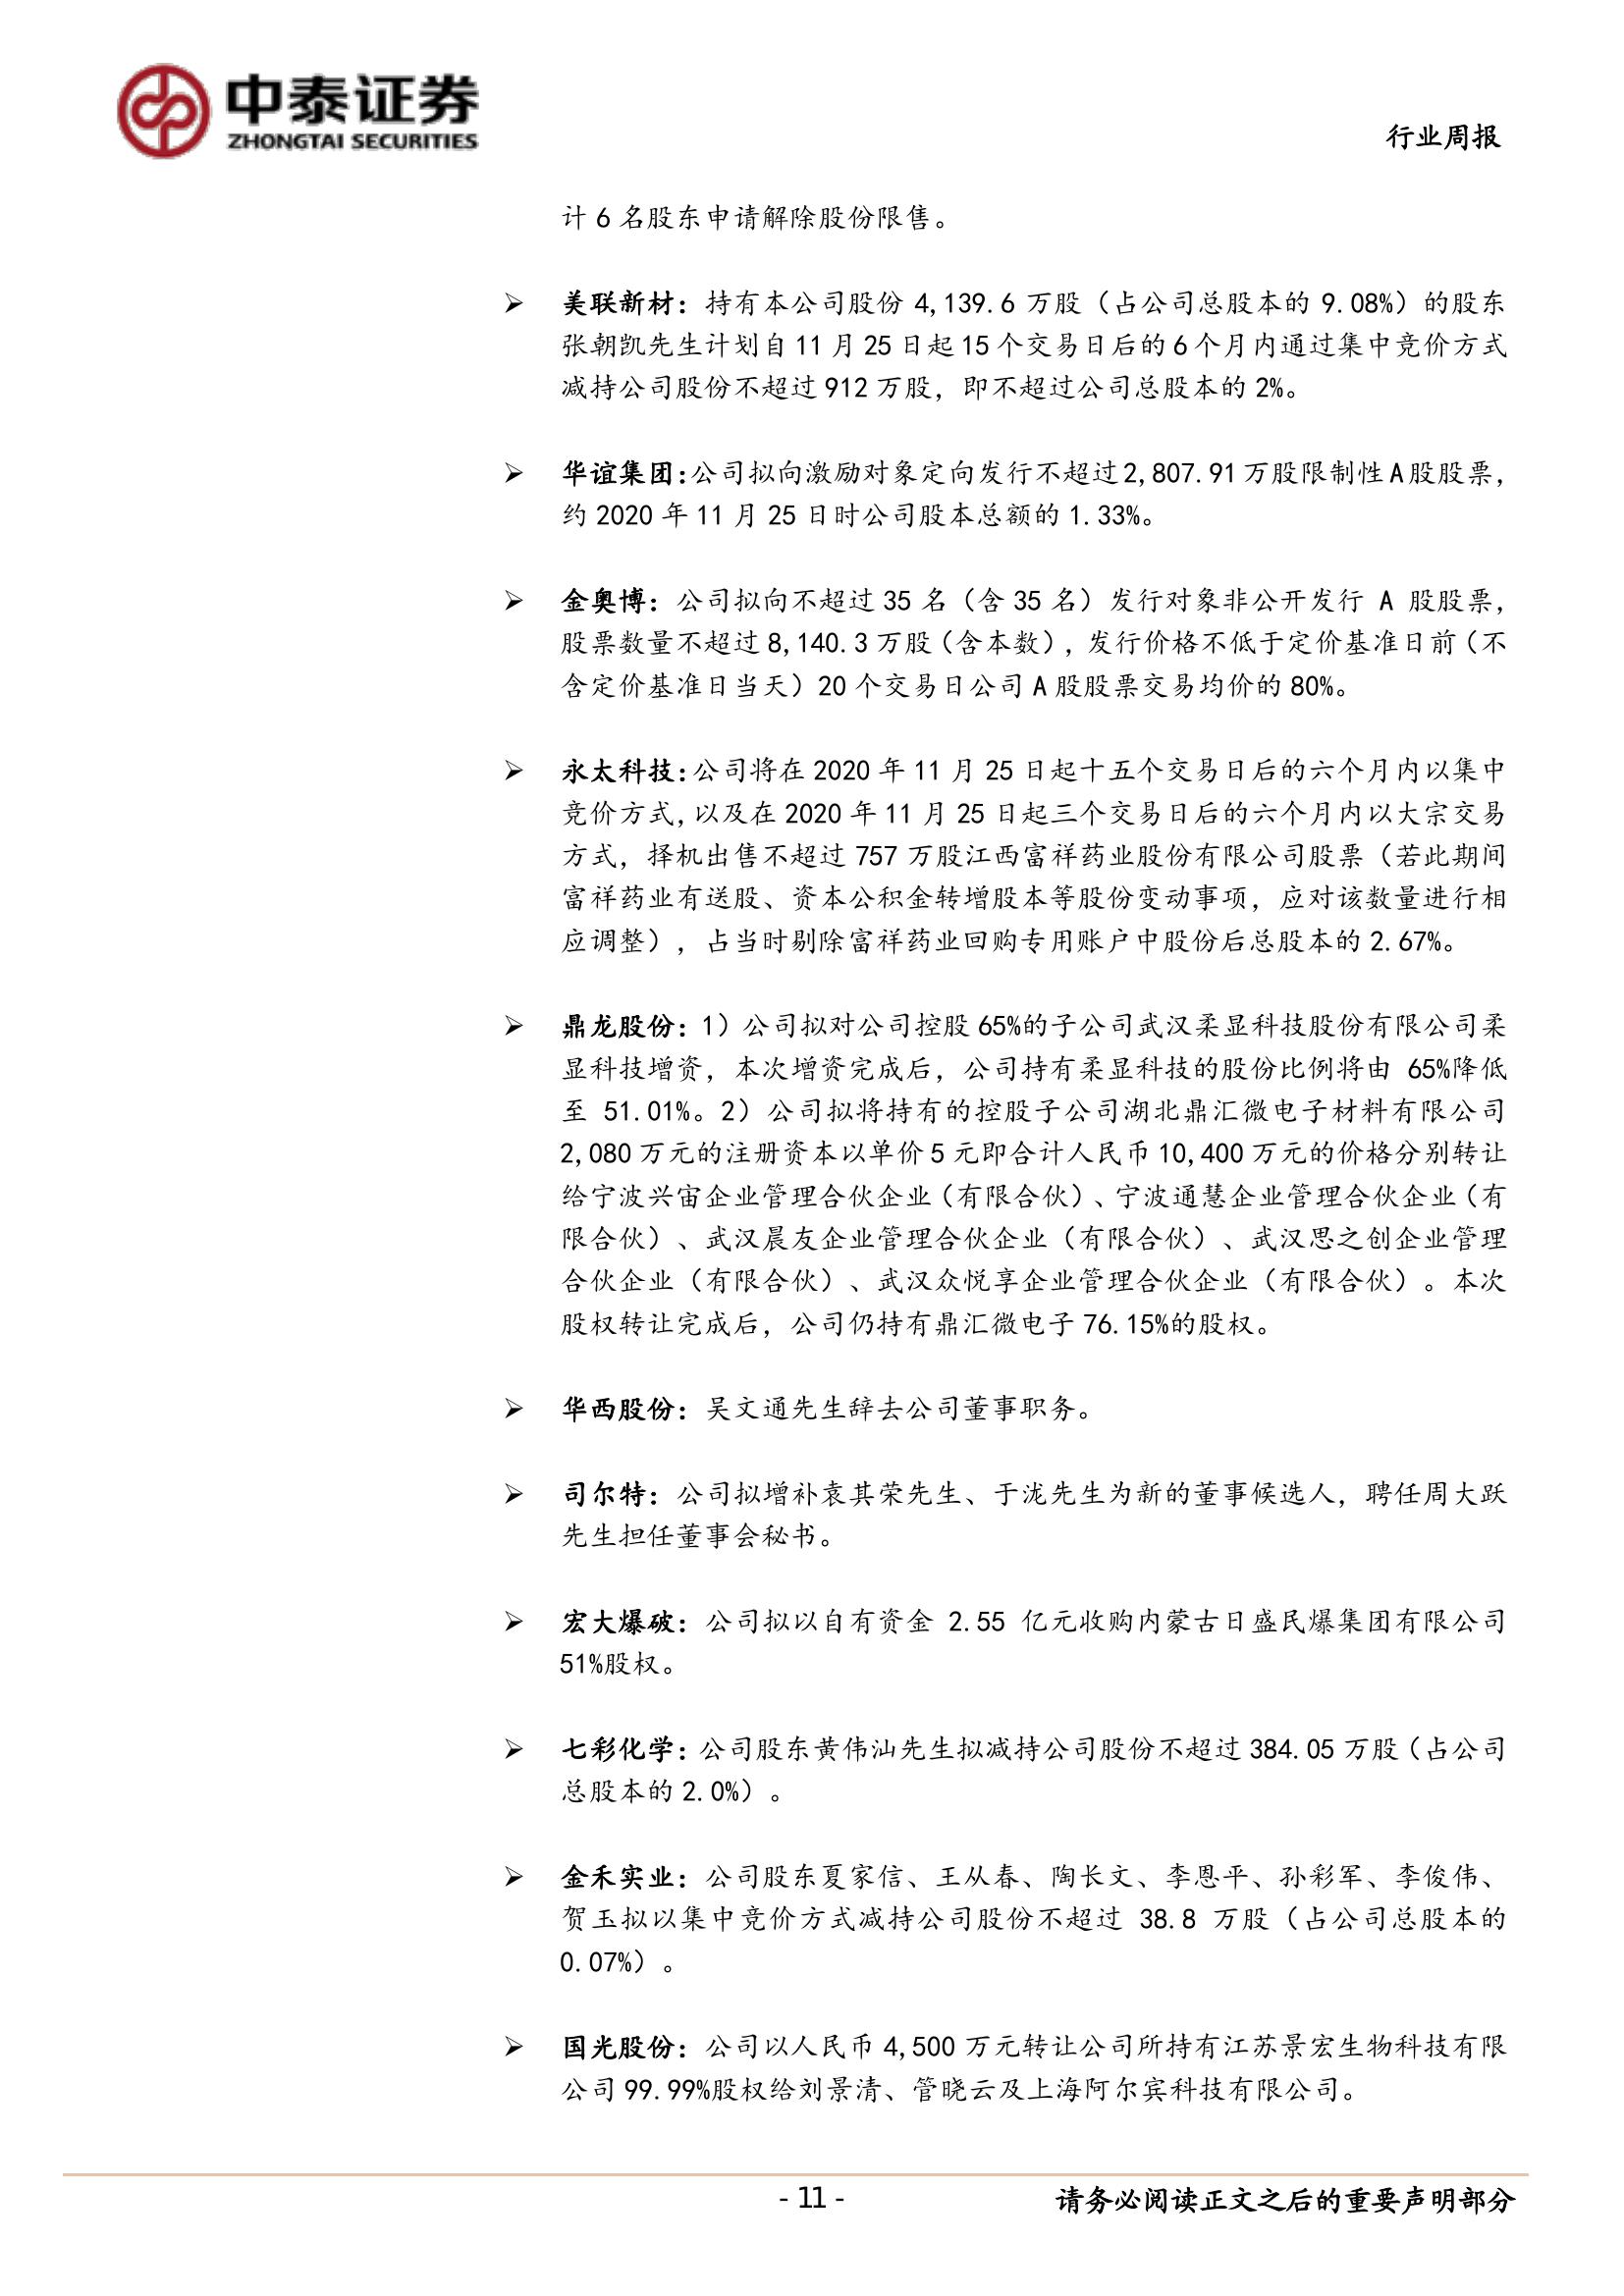 中泰证券
ZHONGTAI SECURITIES
行业周报
计 6 名股东申请解除股份限售。
➢ 美联新材：持有本公司股份 4,139.6 万股（占公司总股本的 9.08%）的股东
张朝凯先生计划自 11 月 25 日起 15 个交易日后的 6 个月内通过集中竞价方式
减持公司股份不超过 912 万股，即不超过公司总股本的 2%。
➢ 华谊集团：公司拟向激励对象定向发行不超过 2,807.91 万股限制性 A 股股票，
约 2020 年 11 月 25 日时公司股本总额的 1.33%。
➢ 金奥博：公司拟向不超过 35 名（含 35 名）发行对象非公开发行 A 股股票，
股票数量不超过 8,140.3 万股（含本数），发行价格不低于定价基准日前（不
含定价基准日当天）20 个交易日公司 A 股股票交易均价的 80%。
➢ 永太科技：公司将在 2020 年 11 月 25 日起十五个交易日后的六个月内以集中
竞价方式，以及在 2020 年 11 月 25 日起三个交易日后的六个月内以大宗交易
方式，择机出售不超过 757 万股江西富祥药业股份有限公司股票（若此期间
富祥药业有送股、资本公积金转增股本等股份变动事项，应对该数量进行相
应调整），占当时剔除富祥药业回购专用账户中股份后总股本的 2.67%。
➢ 鼎龙股份：1）公司拟对公司控股 65%的子公司武汉柔显科技股份有限公司柔
显科技增资，本次增资完成后，公司持有柔显科技的股份比例将由 65%降低
至 51.01%。2）公司拟将持有的控股子公司湖北鼎汇微电子材料有限公司
2,080 万元的注册资本以单价 5 元即合计人民币 10,400 万元的价格分别转让
给宁波兴宙企业管理合伙企业（有限合伙）、宁波通慧企业管理合伙企业（有
限合伙）、武汉晨友企业管理合伙企业（有限合伙）、武汉思之创企业管理
合伙企业（有限合伙）、武汉众悦享企业管理合伙企业（有限合伙）。本次
股权转让完成后，公司仍持有鼎汇微电子 76.15%的股权。
➢ 华西股份：吴文通先生辞去公司董事职务。
➢ 司尔特：公司拟增补袁其荣先生、于泷先生为新的董事候选人，聘任周大跃
先生担任董事会秘书。
➢ 宏大爆破：公司拟以自有资金 2.55 亿元收购内蒙古日盛民爆集团有限公司
51%股权。
➢ 七彩化学：公司股东黄伟汕先生拟减持公司股份不超过 384.05 万股（占公司
总股本的 2.0%）。
➢ 金禾实业：公司股东夏家信、王从春、陶长文、李恩平、孙彩军、李俊伟、
贺玉拟以集中竞价方式减持公司股份不超过 38.8 万股（占公司总股本的
0.07%）。
➢ 国光股份：公司以人民币 4,500 万元转让公司所持有江苏景宏生物科技有限
公司 99.99%股权给刘景清、管晓云及上海阿尔宾科技有限公司。
- 11 -
请务必阅读正文之后的重要声明部分